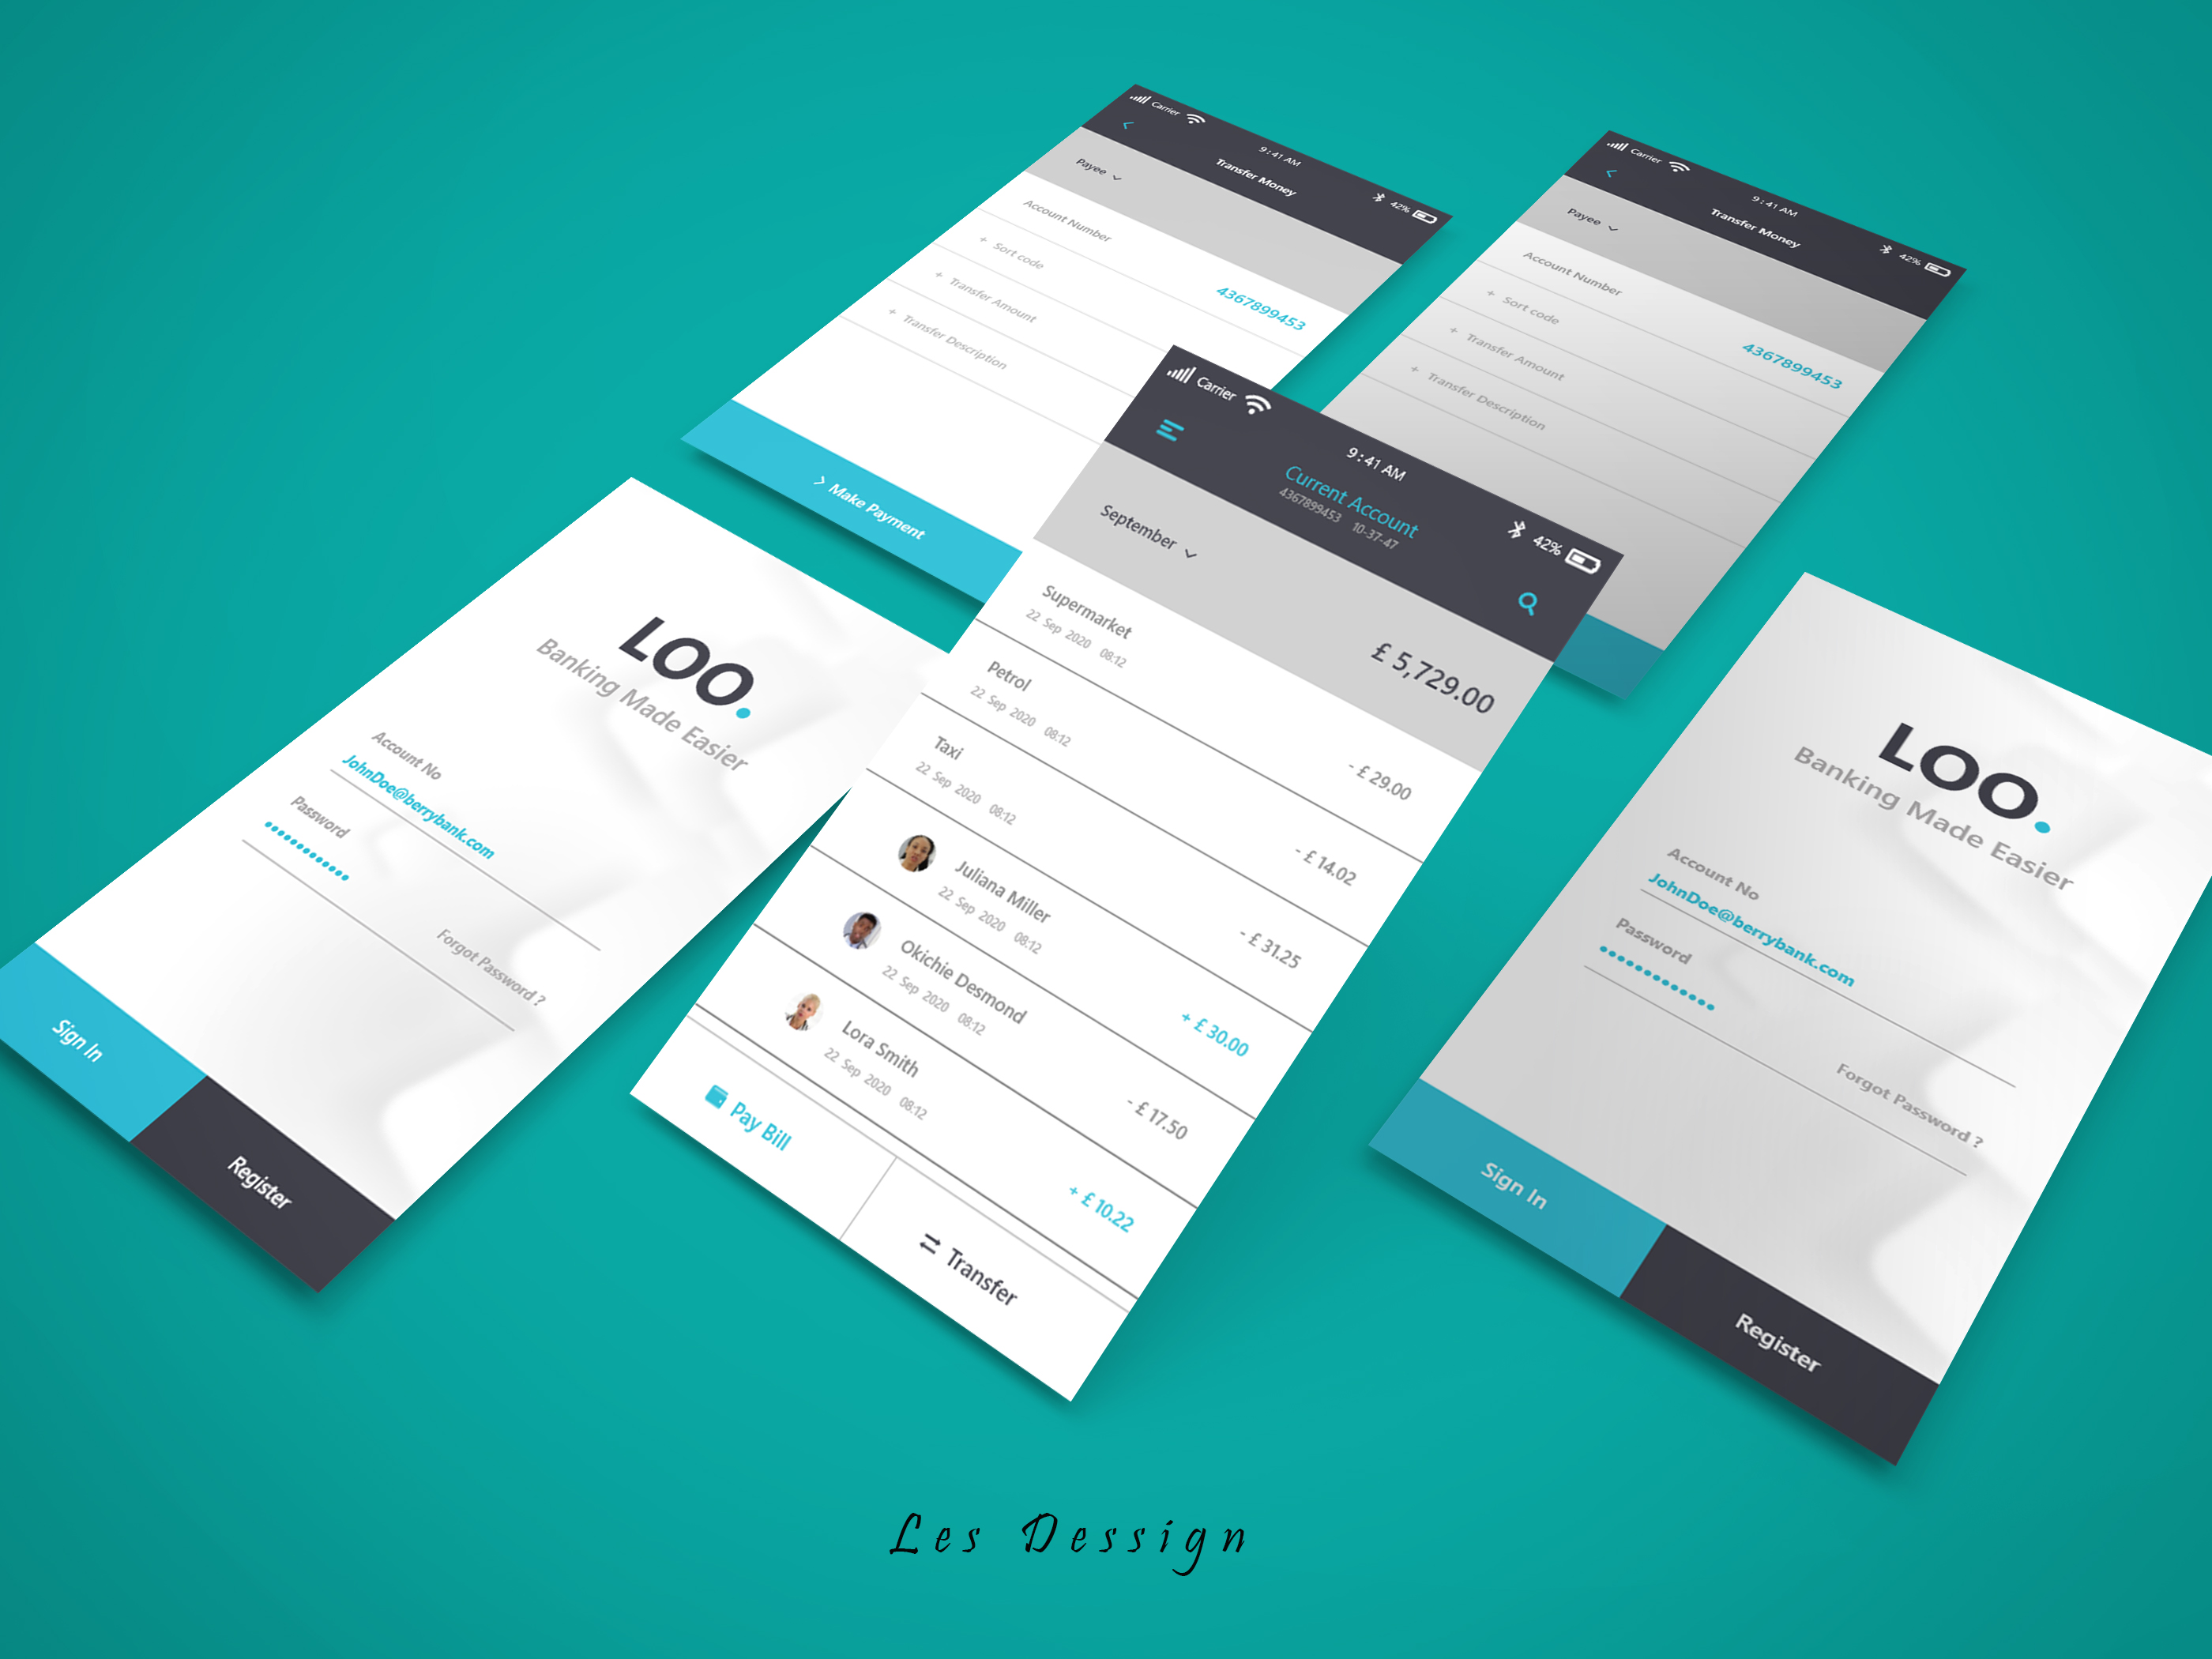 Carrier
9:41 AM
42%
Transfer Money
Payee
Account Number
4367899453
+ Sort code
+ Transfer Amount
+ Transfer Description
> Make Payment
Carrier
9:41 AM
42%
Transfer Money
Payee
Account Number
4367899453
+ Sort code
+ Transfer Amount
+ Transfer Description
LOO.
Banking Made Easier
Account No
JohnDoe@berrybank.com
Password
Forgot Password ?
Sign In
Register
Carrier
9:41 AM
42%
Current Account
4367899453 10-37-47
September
£ 5,729.00
Supermarket
22 Sep 2020 08:12
- £ 29.00
Petrol
22 Sep 2020 08:12
- £ 14.02
Taxi
22 Sep 2020 08:12
- £ 31.25
Juliana Miller
22 Sep 2020 08:12
+ £ 30.00
Okichie Desmond
22 Sep 2020 08:12
- £ 17.50
Lora Smith
22 Sep 2020 08:12
+ £ 10.22
Pay Bill
Transfer
LOO.
Banking Made Easier
Account No
JohnDoe@berrybank.com
Password
Forgot Password ?
Sign In
Register
Les Dessign